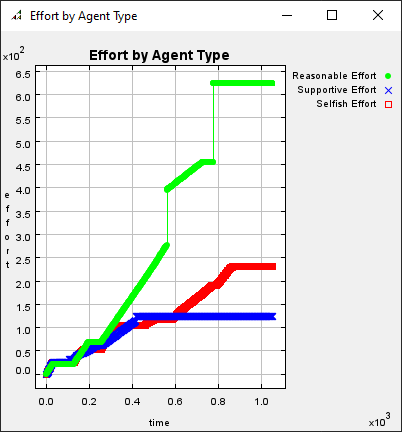 Effort by Agent Type
x10²
Effort by Agent Type
Reasonable Effort
Supportive Effort
Selfish Effort
6.5
6.0
5.5
5.0
4.5
4.0
3.5
3.0
2.5
2.0
1.5
1.0
0.5
0.0
effort
0.0 0.2 0.4 0.6 0.8 1.0
time
x10³